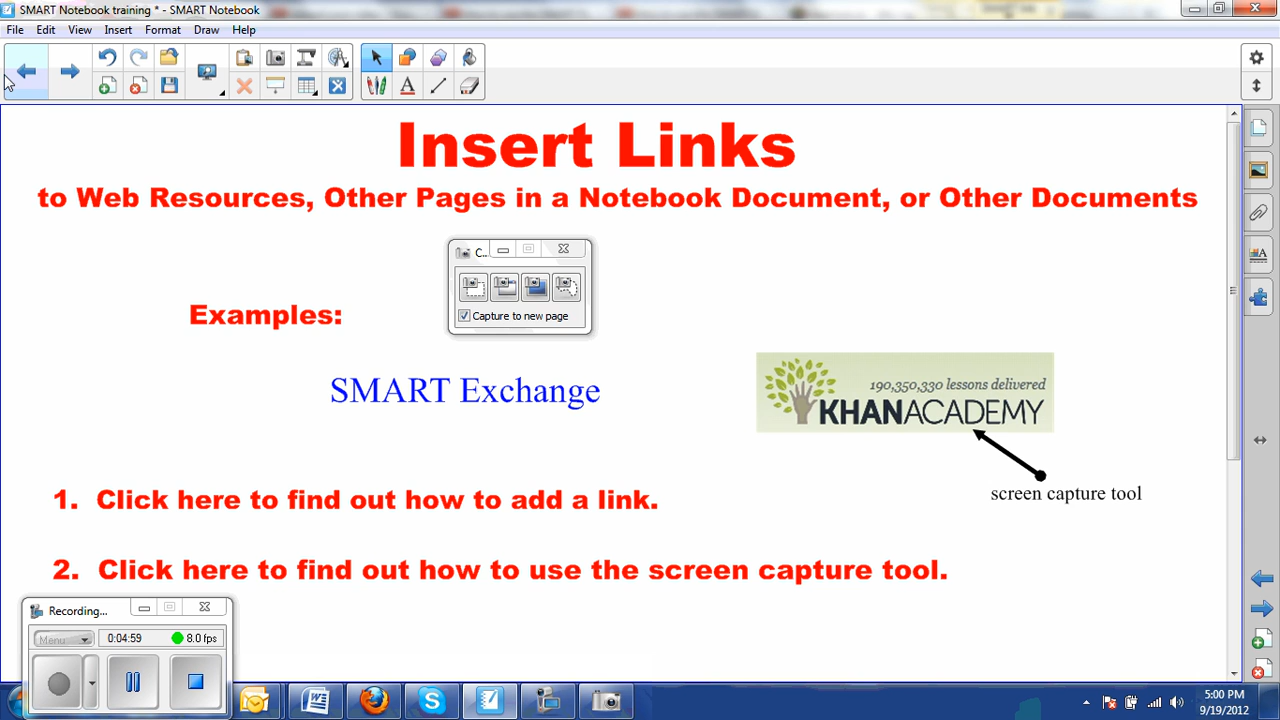 SMART Notebook training * - SMART Notebook
File Edit View Insert Format Draw Help
Insert Links
to Web Resources, Other Pages in a Notebook Document, or Other Documents
C...
Capture to new page
Examples:
SMART Exchange
190,350,330 lessons delivered
KHANACADEMY
screen capture tool
1. Click here to find out how to add a link.
2. Click here to find out how to use the screen capture tool.
Recording...
Menu 0:04:59 8.0 fps
5:00 PM
9/19/2012